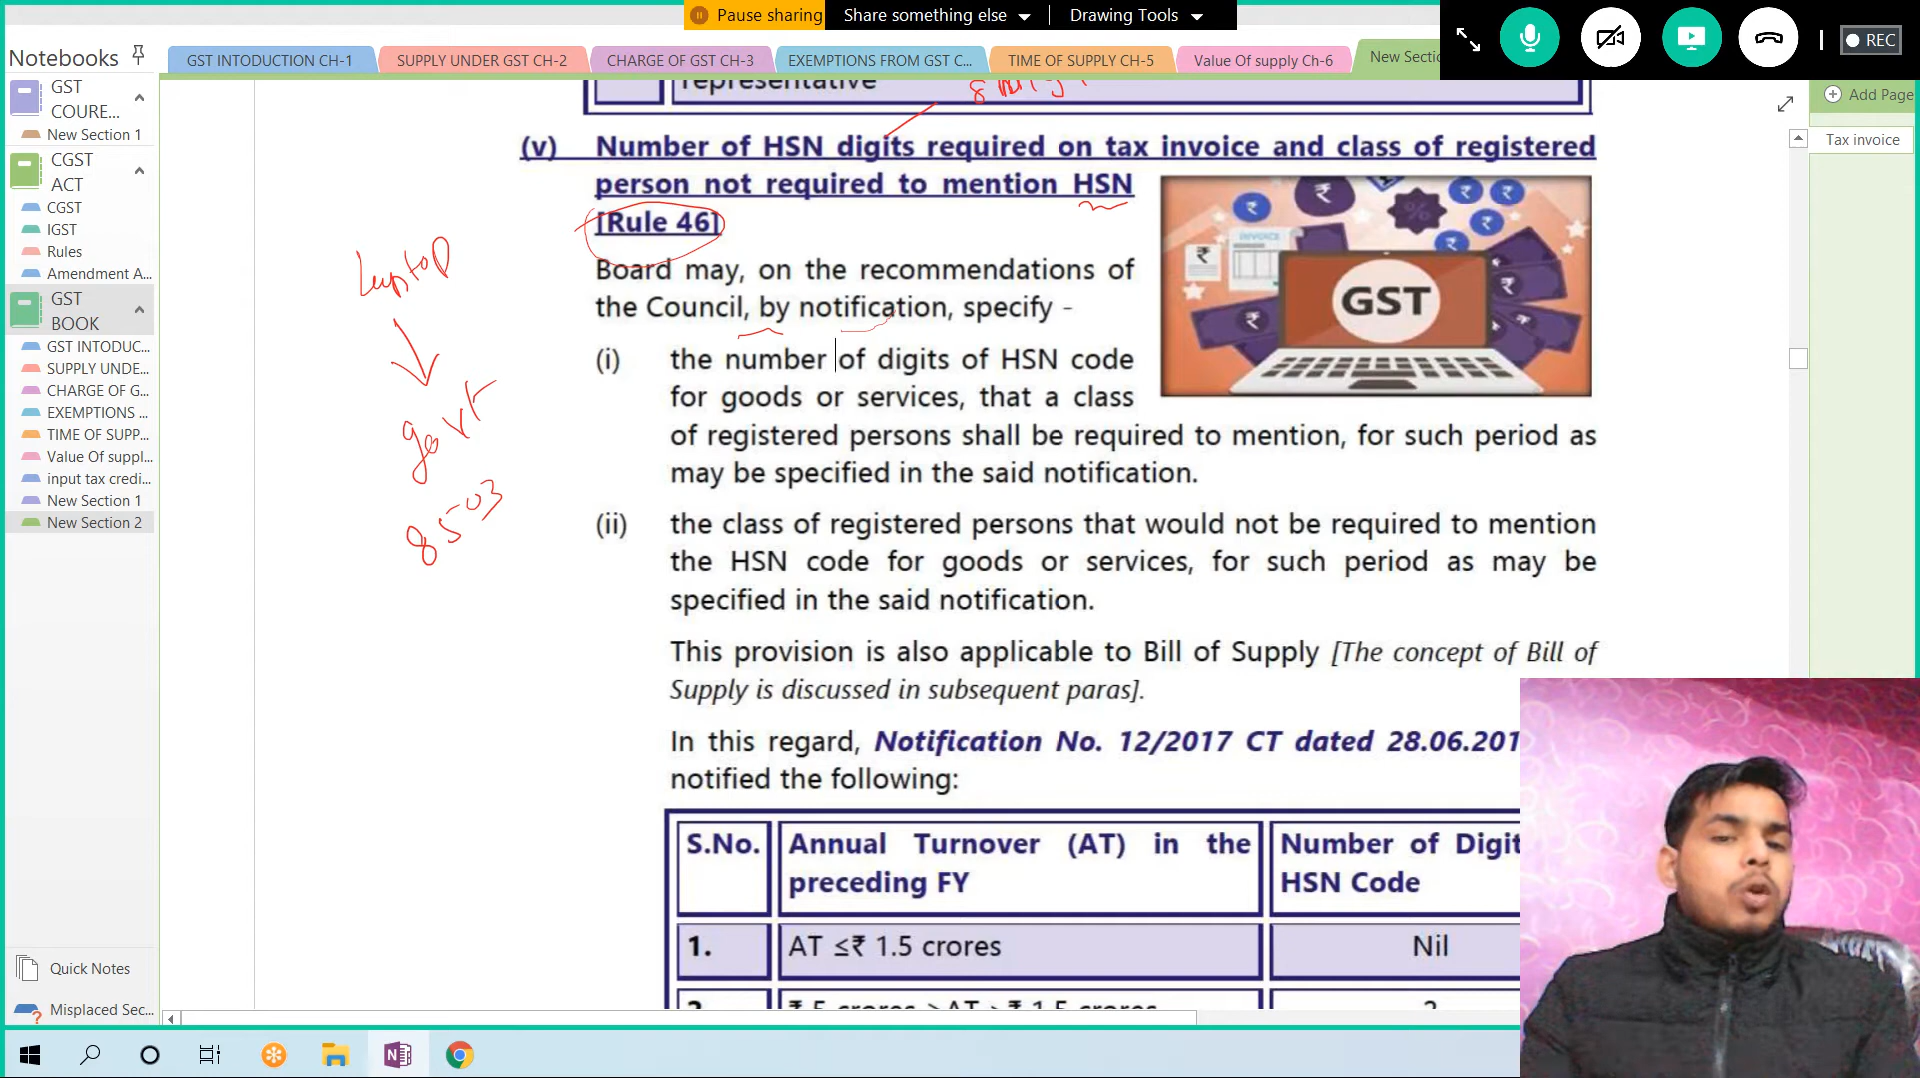 Pause sharing
Share something else
Drawing Tools
REC
Notebooks
GST INTODUCTION CH-1
SUPPLY UNDER GST CH-2
CHARGE OF GST CH-3
EXEMPTIONS FROM GST C...
TIME OF SUPPLY CH-5
Value Of supply Ch-6
New Sectio
Add Page
Tax invoice
GST
COURE...
New Section 1
CGST
ACT
CGST
IGST
Rules
Amendment A...
GST
BOOK
GST INTODUC...
SUPPLY UNDE...
CHARGE OF G...
EXEMPTIONS ...
TIME OF SUPP...
Value Of suppl...
input tax credi...
New Section 1
New Section 2
Quick Notes
Misplaced Sec...
representative
(v) Number of HSN digits required on tax invoice and class of registered
person not required to mention HSN
[Rule 46]
Board may, on the recommendations of
the Council, by notification, specify -
(i) the number of digits of HSN code
for goods or services, that a class
of registered persons shall be required to mention, for such period as
may be specified in the said notification.
(ii) the class of registered persons that would not be required to mention
the HSN code for goods or services, for such period as may be
specified in the said notification.
This provision is also applicable to Bill of Supply [The concept of Bill of
Supply is discussed in subsequent paras].
In this regard, Notification No. 12/2017 CT dated 28.06.201
notified the following:
S.No. Annual Turnover (AT) in the Number of Digit
preceding FY HSN Code
1. AT ≤₹ 1.5 crores Nil
INVOICE
GST
Laptop
govt
8503